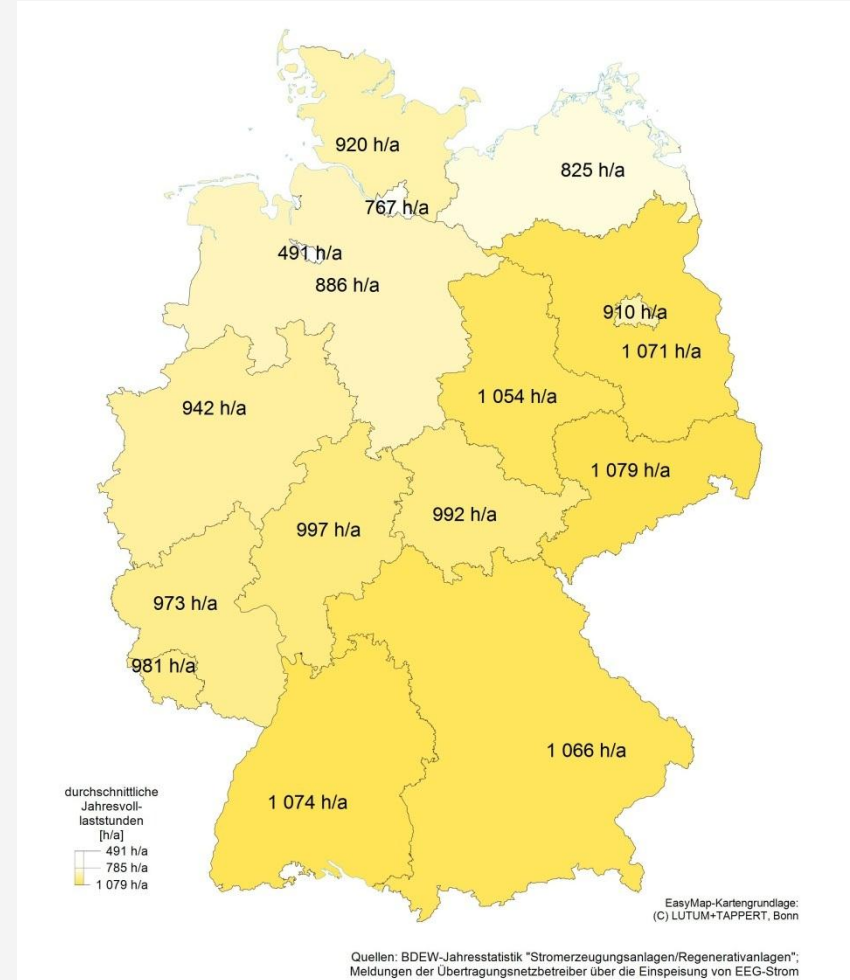 920 h/a
825 h/a
767 h/a
491 h/a
886 h/a
910 h/a
1 071 h/a
942 h/a
1 054 h/a
1 079 h/a
997 h/a
992 h/a
973 h/a
981 h/a
1 066 h/a
1 074 h/a
durchschnittliche
Jahresvoll-
laststunden
[h/a]
491 h/a
785 h/a
1 079 h/a
EasyMap-Kartengrundlage:
(C) LUTUM+TAPPERT, Bonn
Quellen: BDEW-Jahresstatistik "Stromerzeugungsanlagen/Regenerativanlagen";
Meldungen der Übertragungsnetzbetreiber über die Einspeisung von EEG-Strom